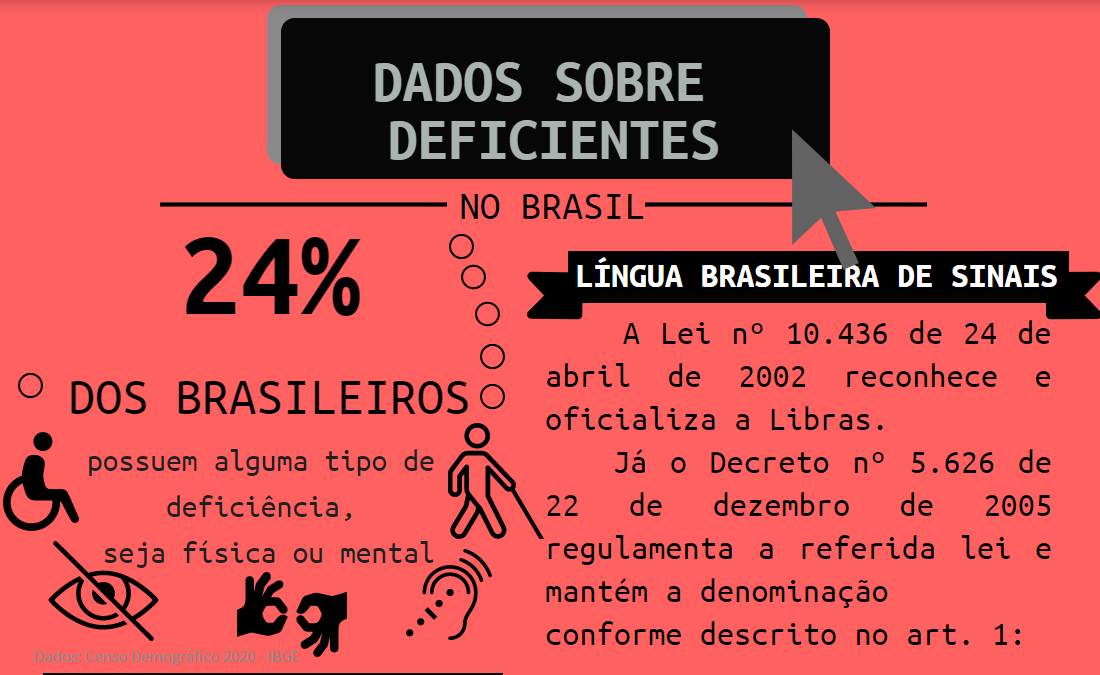 DADOS SOBRE
DEFICIENTES
NO BRASIL
24%
DOS BRASILEIROS
possuem alguma tipo de
deficiência,
seja física ou mental
Dados: Censo Demográfico 2020 - IBGE
LÍNGUA BRASILEIRA DE SINAIS
A Lei nº 10.436 de 24 de
abril de 2002 reconhece e
oficializa a Libras.
Já o Decreto nº 5.626 de
22 de dezembro de 2005
regulamenta a referida lei e
mantém a denominação
conforme descrito no art. 1: